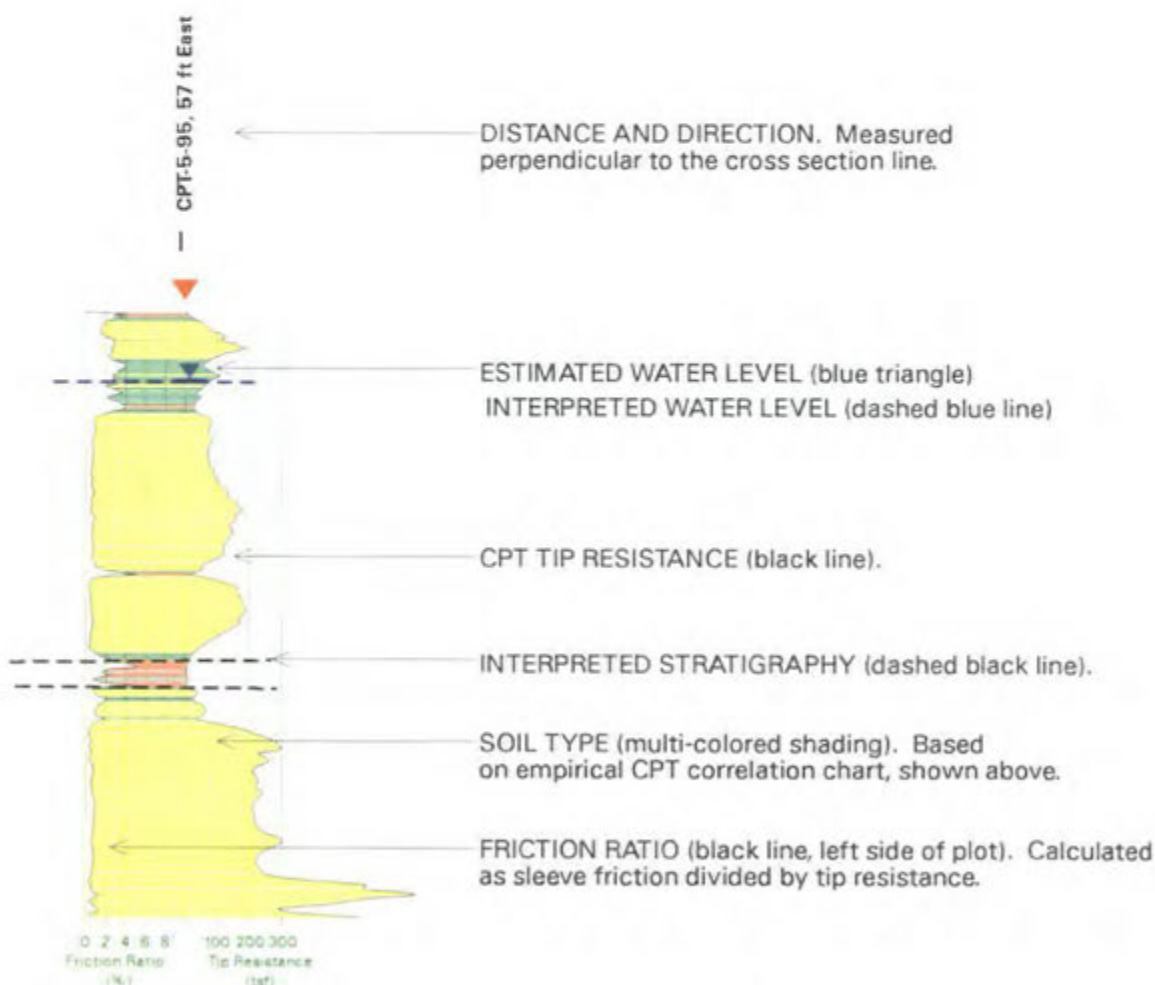 CPT-5-95, 57 ft East
DISTANCE AND DIRECTION. Measured
perpendicular to the cross section line.
ESTIMATED WATER LEVEL (blue triangle)
INTERPRETED WATER LEVEL (dashed blue line)
CPT TIP RESISTANCE (black line).
INTERPRETED STRATIGRAPHY (dashed black line).
SOIL TYPE (multi-colored shading). Based
on empirical CPT correlation chart, shown above.
FRICTION RATIO (black line, left side of plot). Calculated
as sleeve friction divided by tip resistance.
0 2 4 6 8 100 200 300
Friction Ratio Tip Resistance
(%) (tsf)